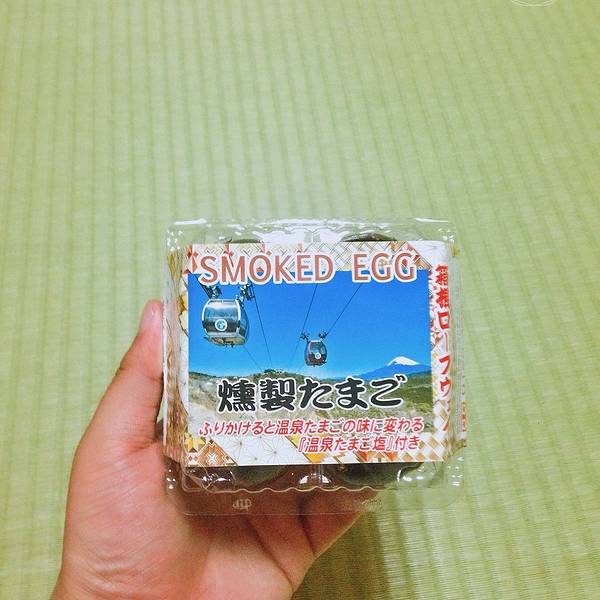 SMOKED EGG
燻製たまご
ふりかけると温泉たまごの味に変わる
『温泉たまご塩』付き
箱根ロープウェイ